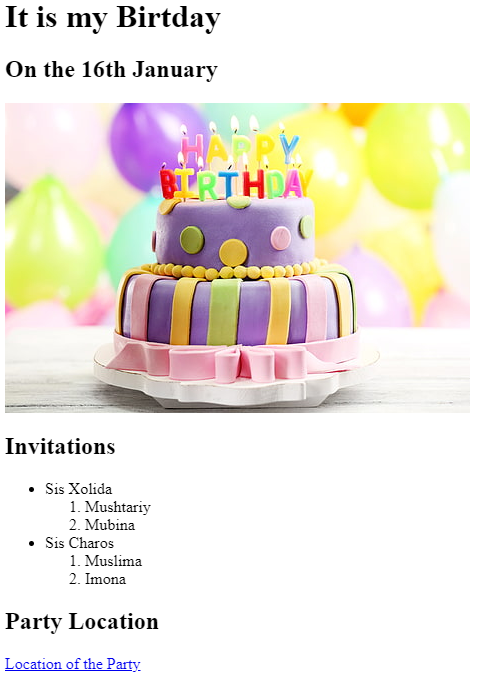 It is my Birtday
On the 16th January
HAPPY
BIRTHDAY
Invitations
• Sis Xolida
1. Mushtariy
2. Mubina
• Sis Charos
1. Muslima
2. Imona
Party Location
Location of the Party